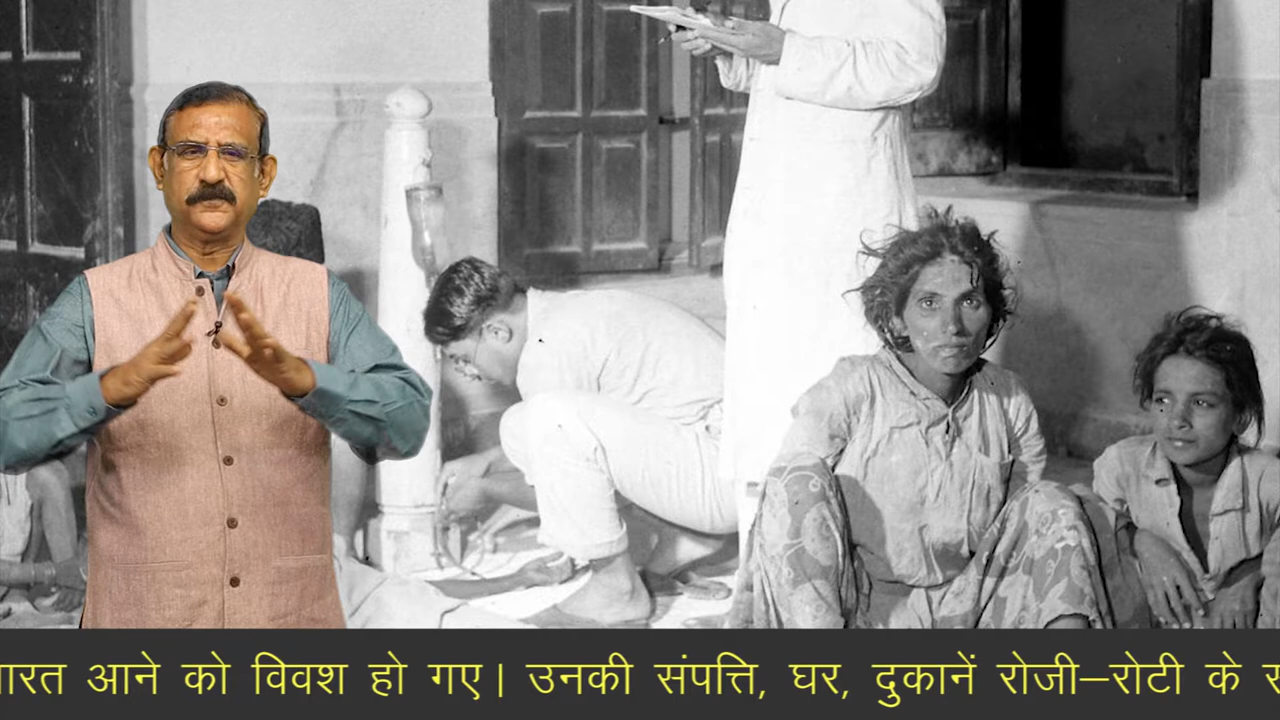 आने को विवश हो गए। उनकी संपत्ति, घर, दुकानें रोजी–रोटी के